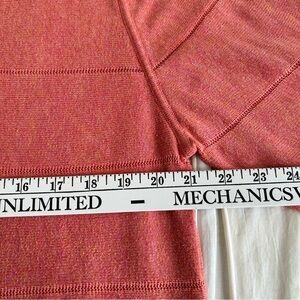 16 17 18 19 20 21 22 23 24
UNLIMITED - MECHANICSV